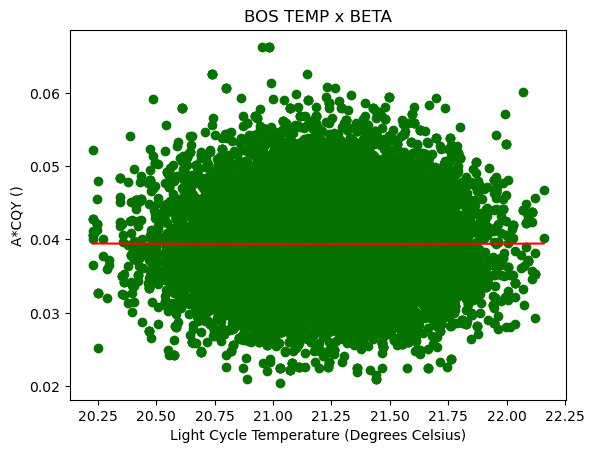 BOS TEMP x BETA
A*CQY ()
0.06
0.05
0.04
0.03
0.02
20.25 20.50 20.75 21.00 21.25 21.50 21.75 22.00 22.25
Light Cycle Temperature (Degrees Celsius)